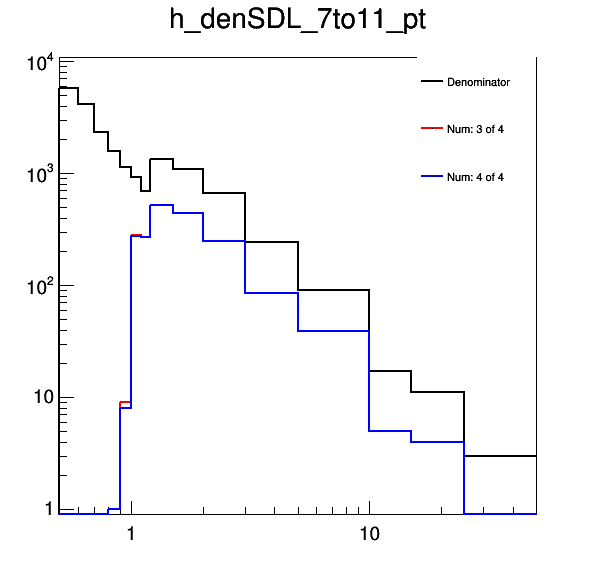 h_denSDL_7to11_pt
10^4
Denominator
Num: 3 of 4
10^3
Num: 4 of 4
10^2
10
1
1 10